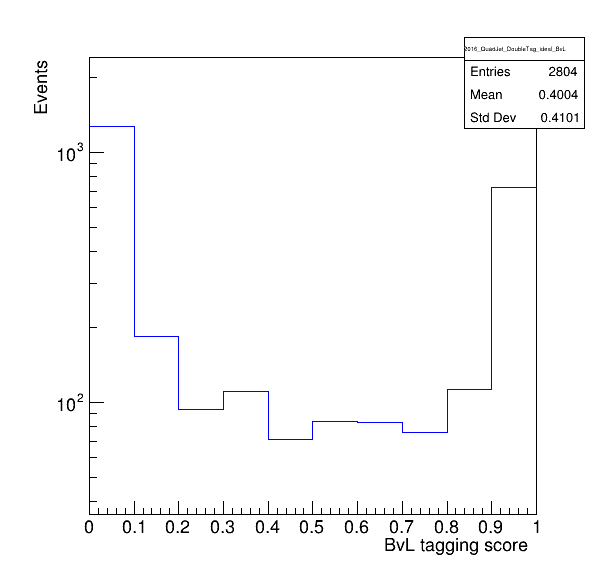 2016_QuadJet_DoubleTag_ideal_BvL
Entries 2804
Mean 0.4004
Std Dev 0.4101
Events
10³
10²
0 0.1 0.2 0.3 0.4 0.5 0.6 0.7 0.8 0.9 1
BvL tagging score